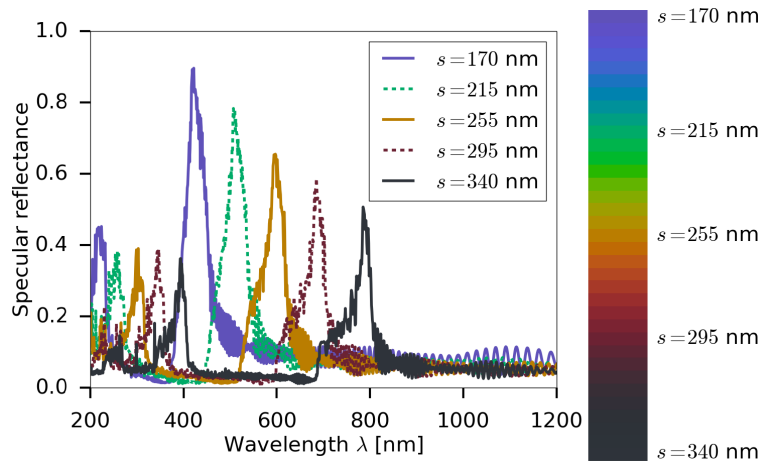 1.0
0.8
0.6
0.4
0.2
0.0
Specular reflectance
200
400
600
800
1000
1200
Wavelength λ [nm]
s=170 nm
s=215 nm
s=255 nm
s=295 nm
s=340 nm
s=170 nm
s=215 nm
s=255 nm
s=295 nm
s=340 nm